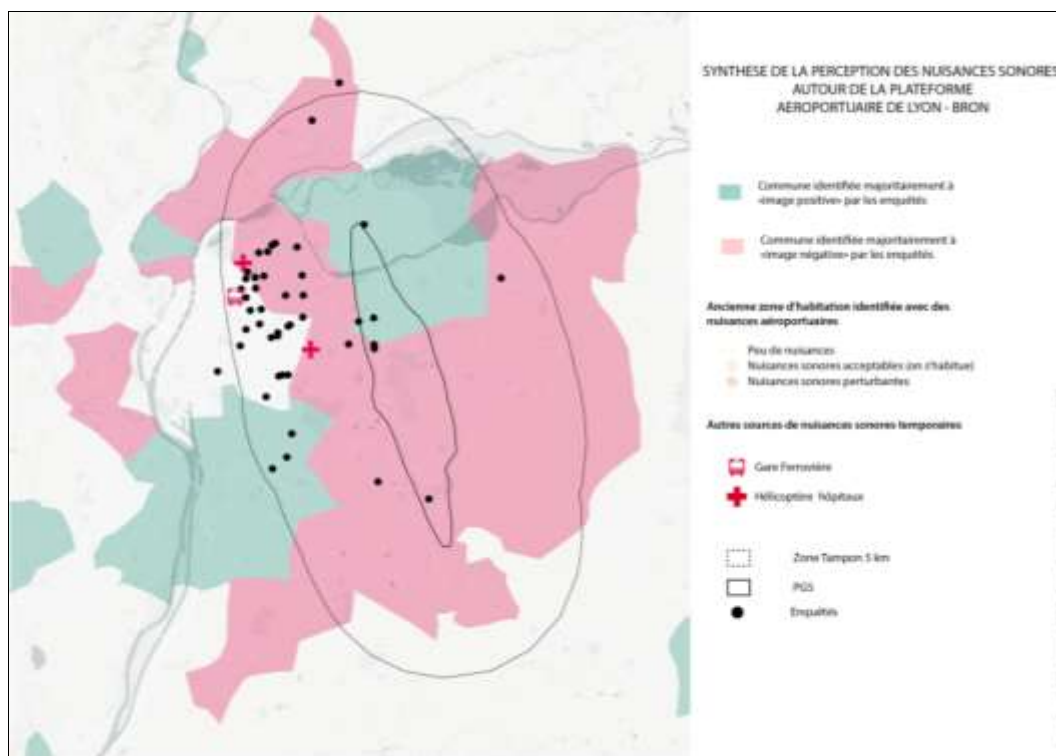 SYNTHESE DE LA PERCEPTION DES NUISANCES SONORES
AUTOUR DE LA PLATEFORME
AEROPORTUAIRE DE LYON - BRON
Commune identifiée majoritairement à
«image positive» par les enquêtés
Commune identifiée majoritairement à
«image négative» par les enquêtés
Ancienne zone d'habitation identifiée avec des
nuisances aéroportuaires
Peu de nuisances
Nuisances sonores acceptables (on s'habitue)
Nuisances sonores perturbantes
Autres sources de nuisances sonores temporaires
Gare Ferrovière
Hélicoptère hôpitaux
Zone Tampon 5 km
PGS
Enquêtés